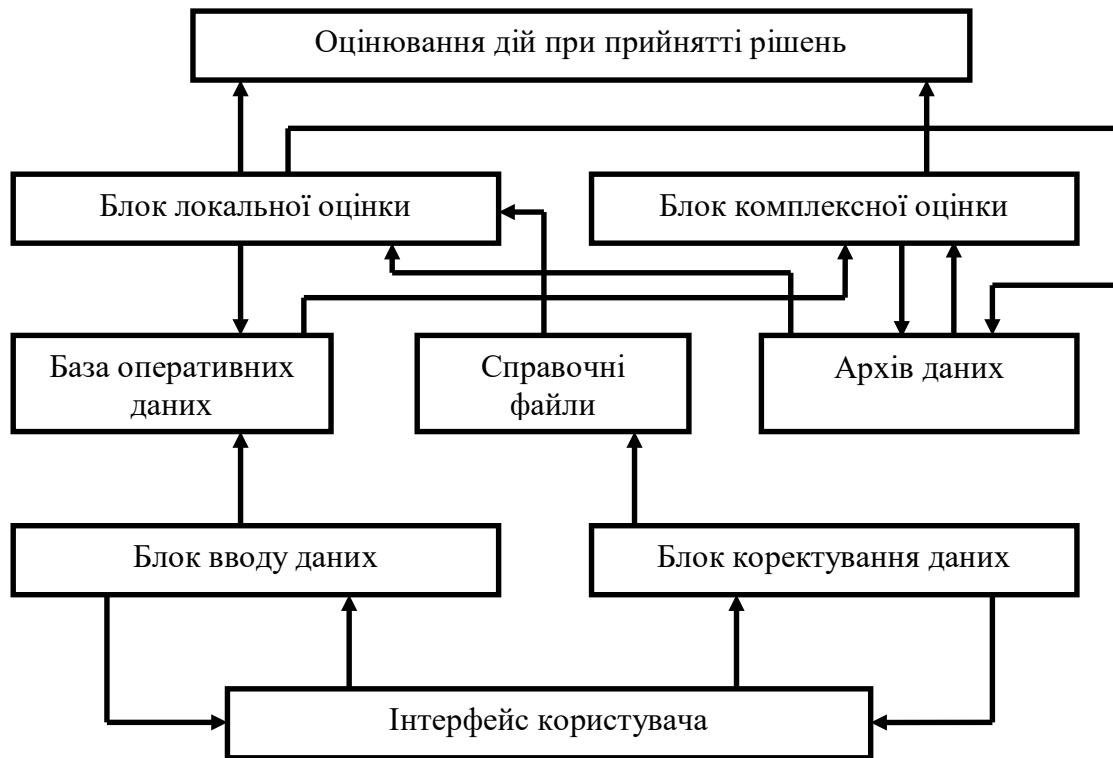 Оцінювання дій при прийнятті рішень
Блок локальної оцінки
Блок комплексної оцінки
База оперативних
даних
Справочні
файли
Архів даних
Блок вводу даних
Блок коректування даних
Інтерфейс користувача